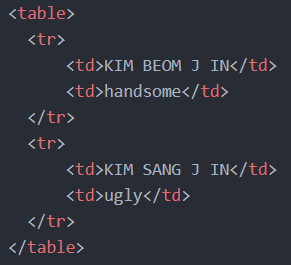 <table>
  <tr>
      <td>KIM BEOM J IN</td>
      <td>handsome</td>
  </tr>
  <tr>
      <td>KIM SANG J IN</td>
      <td>ugly</td>
  </tr>
</table>